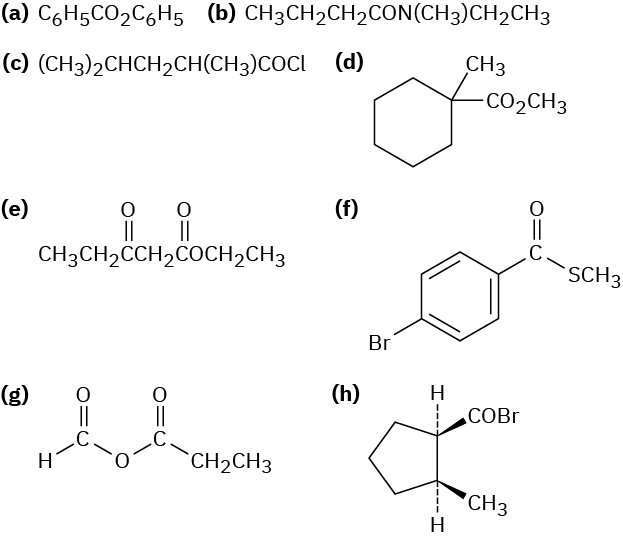 (a) C₆H₅CO₂C₆H₅ (b) CH₃CH₂CH₂CON(CH₃)CH₂CH₃
(c) (CH₃)₂CHCH₂CH(CH₃)COCl (d) CH₃
CO₂CH₃
(e) O O
CH₃CH₂CCH₂COCH₂CH₃
(f) O
C
SCH₃
Br
(g) O O
C C
H O CH₂CH₃
(h) H
COBr
CH₃
H